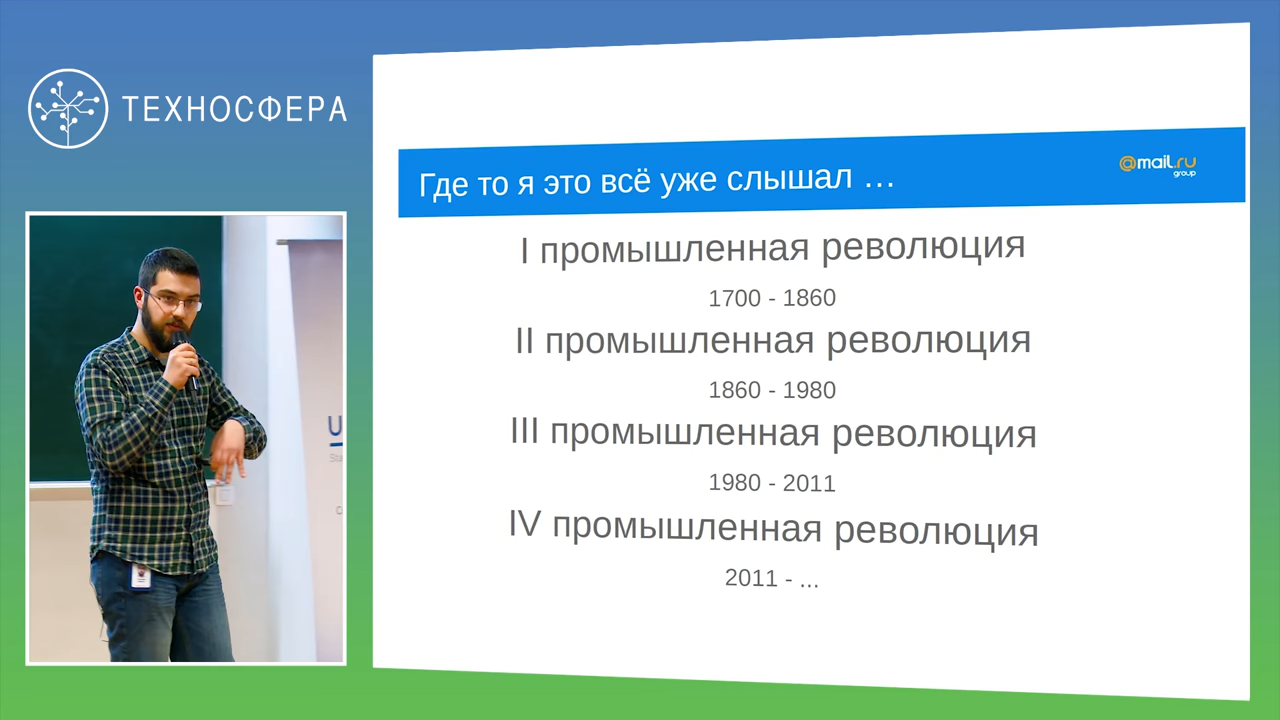 ТЕХНОСФЕРА
Где то я это всё уже слышал ...
@mail.ru
group
I промышленная революция
1700 - 1860
II промышленная революция
1860 - 1980
III промышленная революция
1980 - 2011
IV промышленная революция
2011 - ...